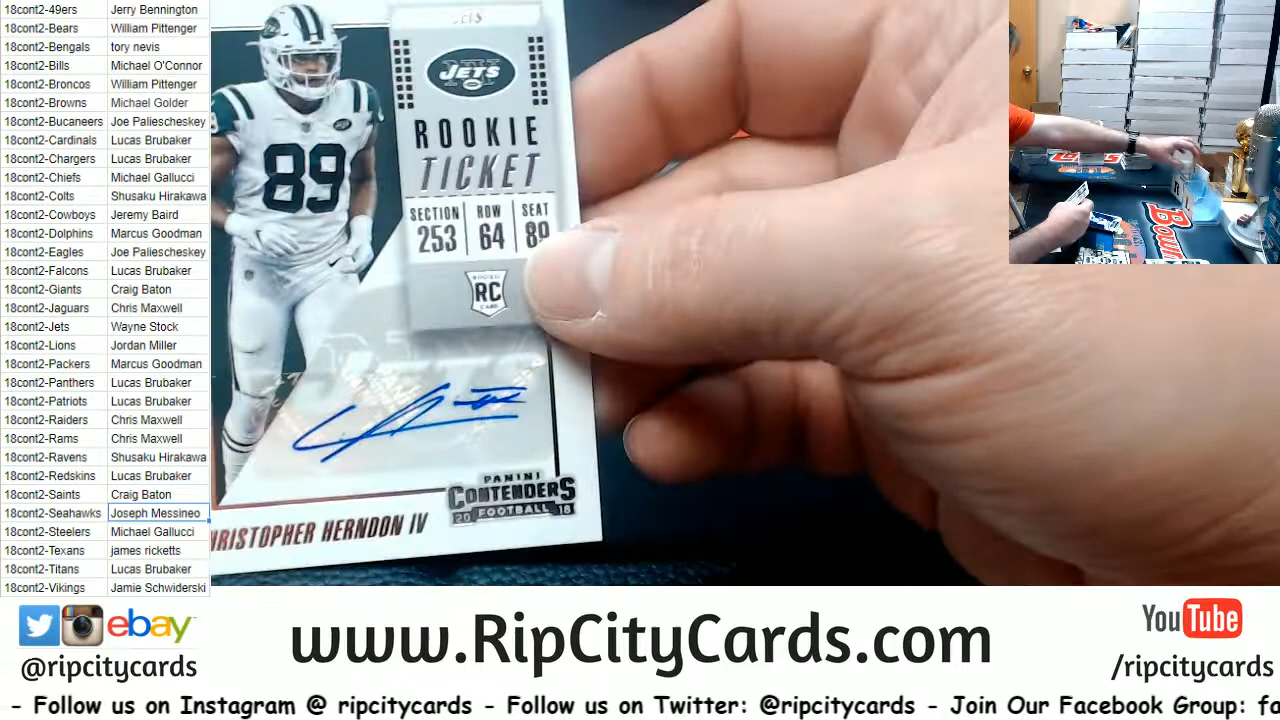 18cont2-49ers Jerry Bennington
18cont2-Bears William Pittenger
18cont2-Bengals tory nevis
18cont2-Bills Michael O'Connor
18cont2-Broncos William Pittenger
18cont2-Browns Michael Golder
18cont2-Bucaneers Joe Paliescheskey
18cont2-Cardinals Lucas Brubaker
18cont2-Chargers Lucas Brubaker
18cont2-Chiefs Michael Gallucci
18cont2-Colts Shusaku Hirakawa
18cont2-Cowboys Jeremy Baird
18cont2-Dolphins Marcus Goodman
18cont2-Eagles Joe Paliescheskey
18cont2-Falcons Lucas Brubaker
18cont2-Giants Craig Baton
18cont2-Jaguars Chris Maxwell
18cont2-Jets Wayne Stock
18cont2-Lions Jordan Miller
18cont2-Packers Marcus Goodman
18cont2-Panthers Lucas Brubaker
18cont2-Patriots Lucas Brubaker
18cont2-Raiders Chris Maxwell
18cont2-Rams Chris Maxwell
18cont2-Ravens Shusaku Hirakawa
18cont2-Redskins Lucas Brubaker
18cont2-Saints Craig Baton
18cont2-Seahawks Joseph Messineo
18cont2-Steelers Michael Gallucci
18cont2-Texans james ricketts
18cont2-Titans Lucas Brubaker
18cont2-Vikings Jamie Schwiderski
JETS
JETS
ROOKIE
TICKET
SECTION ROW SEAT
253 64 89
RC
89
PANINI
CONTENDERS
20 FOOTBALL 18
HRISTOPHER HERNDON IV
ebay
@ripcitycards
www.RipCityCards.com
YouTube
/ripcitycards
- Follow us on Instagram @ ripcitycards - Follow us on Twitter: @ripcitycards - Join Our Facebook Group: fa